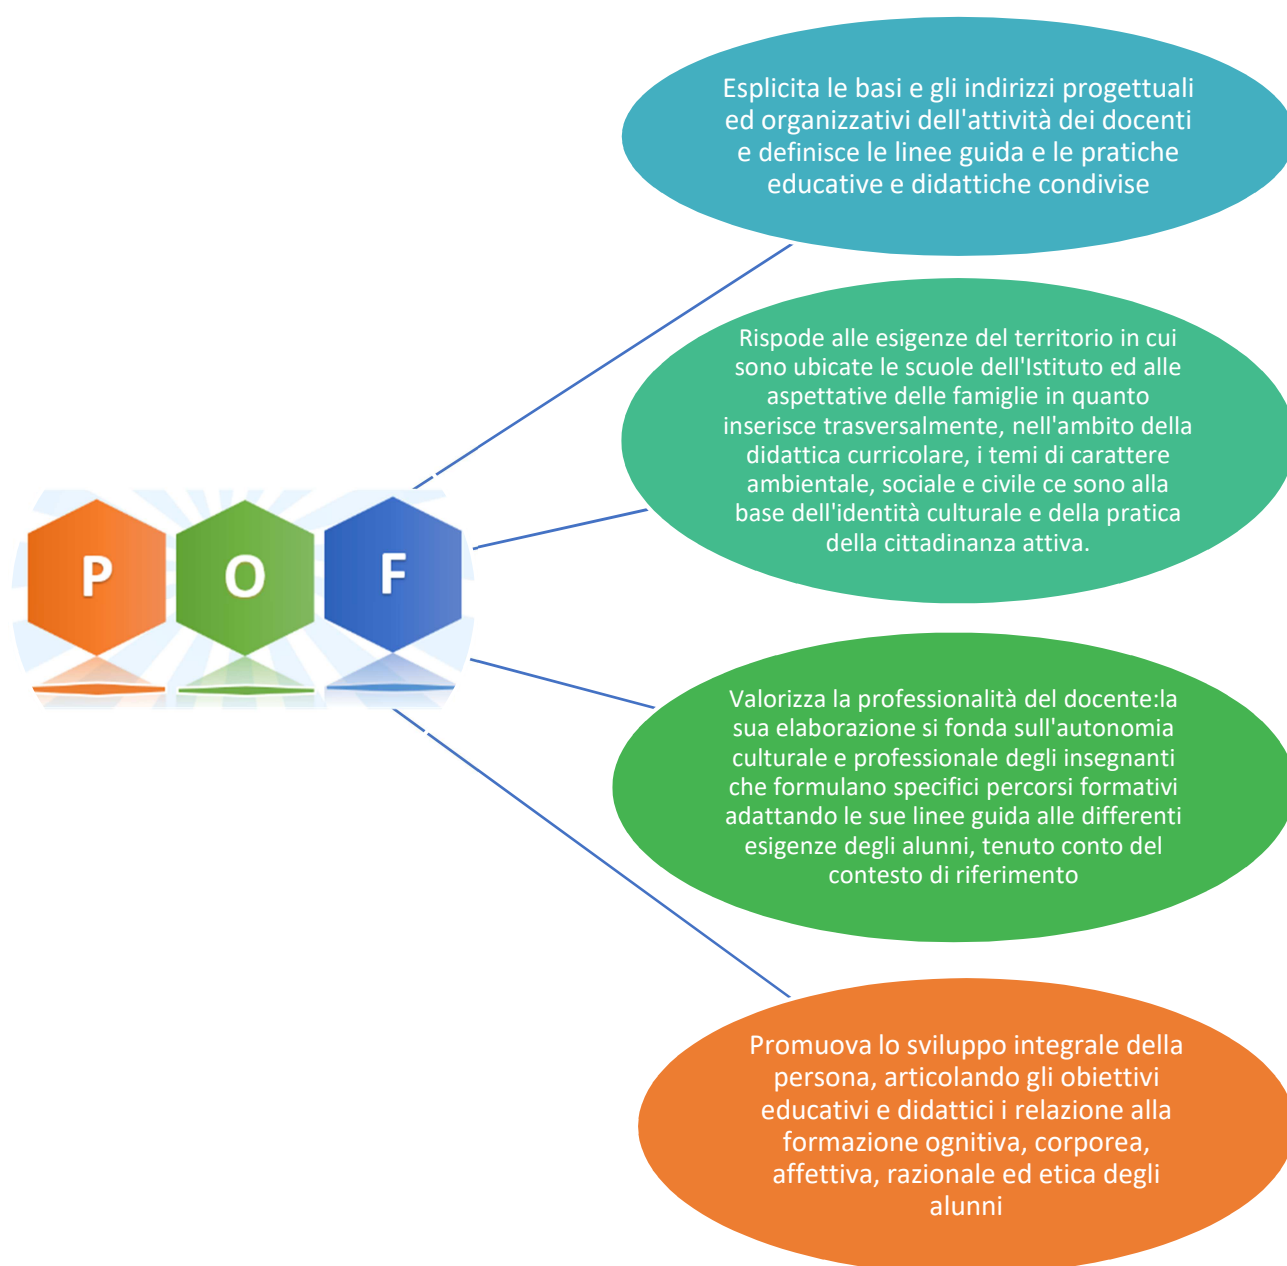 Esplicita le basi e gli indirizzi progettuali
ed organizzativi dell'attività dei docenti
e definisce le linee guida e le pratiche
educative e didattiche condivise
Rispode alle esigenze del territorio in cui
sono ubicate le scuole dell'Istituto ed alle
aspettative delle famiglie in quanto
inserisce trasversalmente, nell'ambito della
didattica curricolare, i temi di carattere
ambientale, sociale e civile ce sono alla
base dell'identità culturale e della pratica
della cittadinanza attiva.
P O F
Valorizza la professionalità del docente:la
sua elaborazione si fonda sull'autonomia
culturale e professionale degli insegnanti
che formulano specifici percorsi formativi
adattando le sue linee guida alle differenti
esigenze degli alunni, tenuto conto del
contesto di riferimento
Promuova lo sviluppo integrale della
persona, articolando gli obiettivi
educativi e didattici i relazione alla
formazione ognitiva, corporea,
affettiva, razionale ed etica degli
alunni